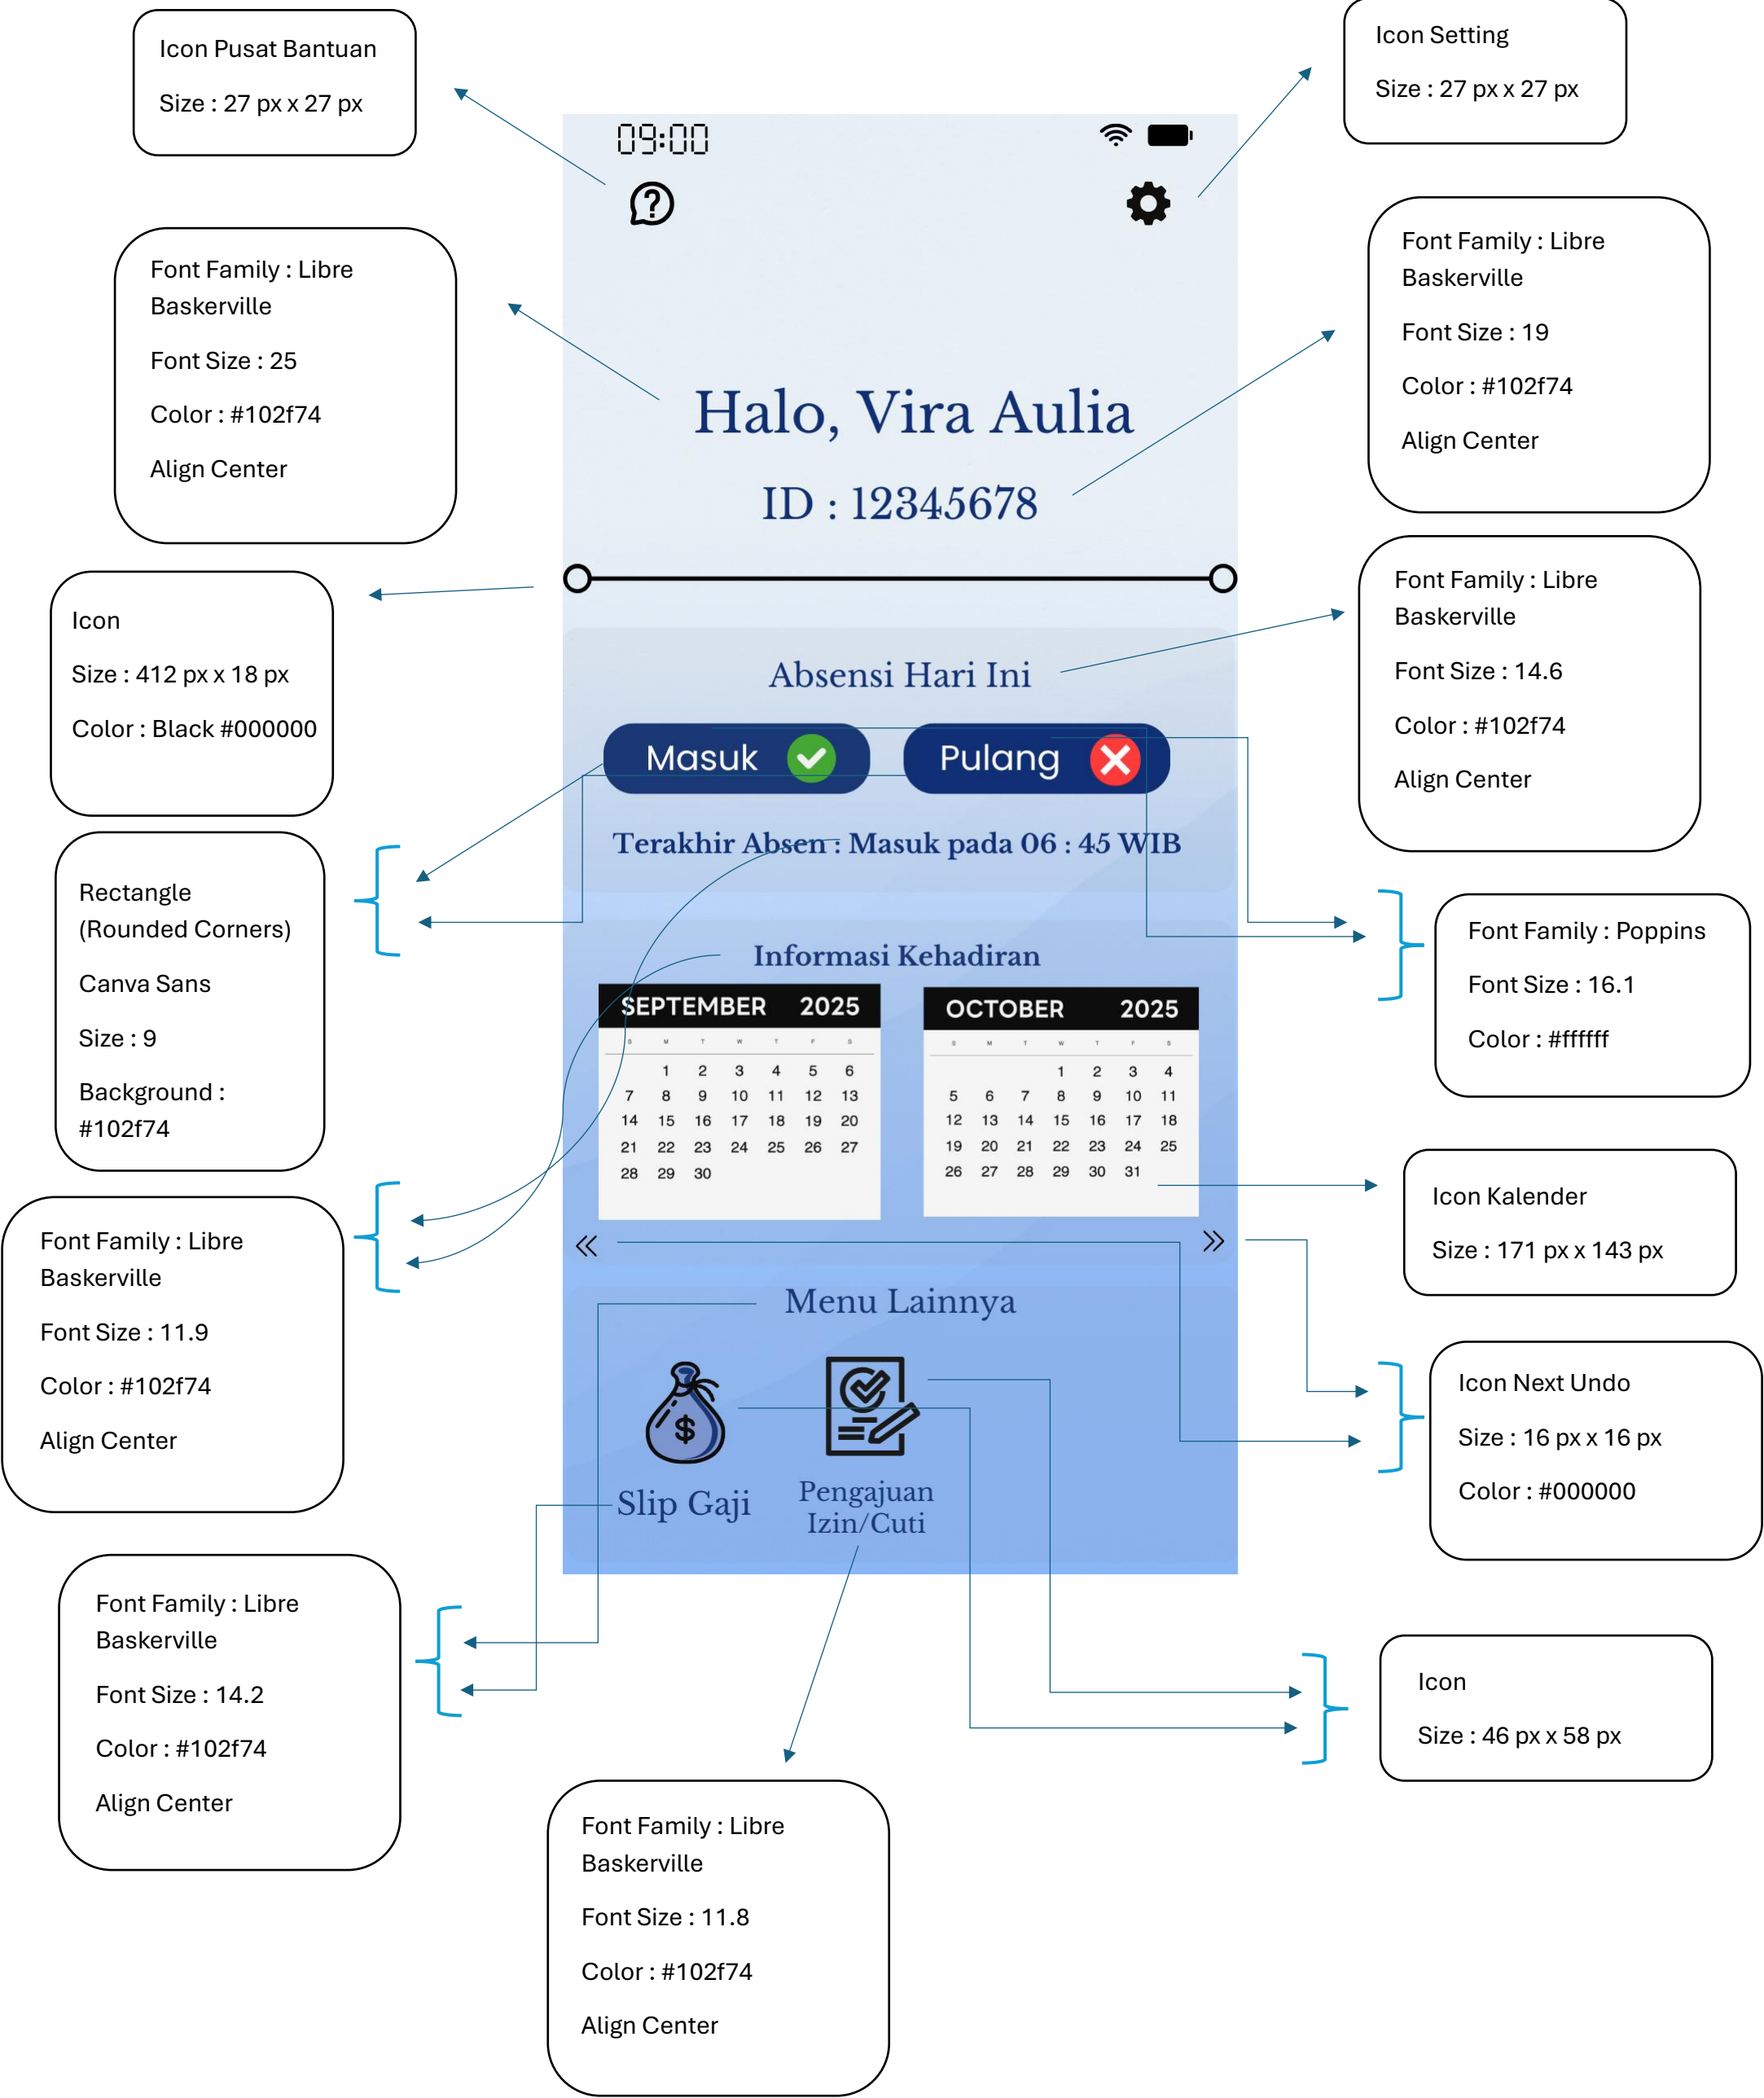 Icon Pusat Bantuan
Size : 27 px x 27 px
Icon Setting
Size : 27 px x 27 px
09:00
Font Family : Libre
Baskerville
Font Size : 25
Color : #102f74
Align Center
Font Family : Libre
Baskerville
Font Size : 19
Color : #102f74
Align Center
Halo, Vira Aulia
ID : 12345678
Icon
Size : 412 px x 18 px
Color : Black #000000
Font Family : Libre
Baskerville
Font Size : 14.6
Color : #102f74
Align Center
Absensi Hari Ini
Masuk
Pulang
Terakhir Absen : Masuk pada 06 : 45 WIB
Rectangle
(Rounded Corners)
Canva Sans
Size : 9
Background :
#102f74
Font Family : Poppins
Font Size : 16.1
Color : #ffffff
Informasi Kehadiran
SEPTEMBER 2025
S M T W T F S
1 2 3 4 5 6
7 8 9 10 11 12 13
14 15 16 17 18 19 20
21 22 23 24 25 26 27
28 29 30
OCTOBER 2025
S M T W T F S
1 2 3 4
5 6 7 8 9 10 11
12 13 14 15 16 17 18
19 20 21 22 23 24 25
26 27 28 29 30 31
Icon Kalender
Size : 171 px x 143 px
Font Family : Libre
Baskerville
Font Size : 11.9
Color : #102f74
Align Center
Menu Lainnya
$
Slip Gaji
Pengajuan
Izin/Cuti
Icon Next Undo
Size : 16 px x 16 px
Color : #000000
Font Family : Libre
Baskerville
Font Size : 14.2
Color : #102f74
Align Center
Icon
Size : 46 px x 58 px
Font Family : Libre
Baskerville
Font Size : 11.8
Color : #102f74
Align Center